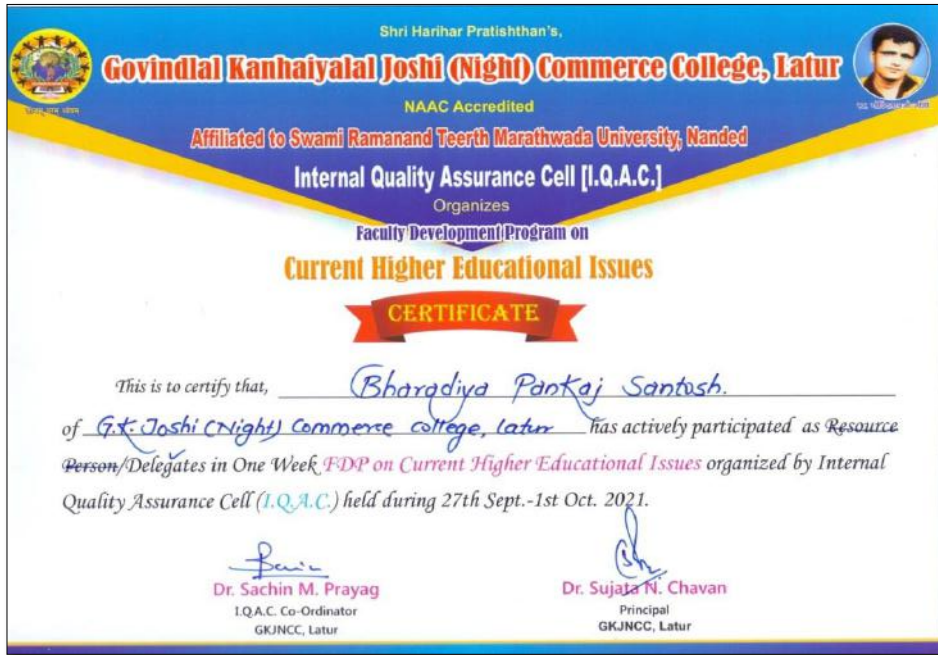 Shri Harihar Pratishthan's,
Govindlal Kanhaiyalal Joshi (Night) Commerce College, Latur
NAAC Accredited
Affiliated to Swami Ramanand Teerth Marathwada University, Nanded
Internal Quality Assurance Cell [I.Q.A.C.]
Organizes
Faculty Development Program on
Current Higher Educational Issues
CERTIFICATE
This is to certify that, Bharadiya Pankaj Santosh.
of G.K. Joshi (Night) Commerce college, latur has actively participated as Resource
Person/Delegates in One Week FDP on Current Higher Educational Issues organized by Internal
Quality Assurance Cell (I.Q.A.C.) held during 27th Sept.-1st Oct. 2021.
Dr. Sachin M. Prayag
I.Q.A.C. Co-Ordinator
GKJNCC, Latur
Dr. Sujata N. Chavan
Principal
GKJNCC, Latur